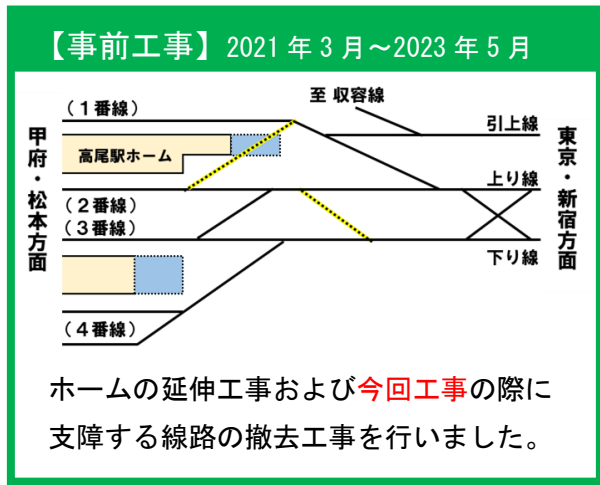 【事前工事】2021年3月～2023年5月
至 収容線
（１番線）
引上線
高尾駅ホーム
甲府・松本方面
東京・新宿方面
上り線
（２番線）
（３番線）
下り線
（４番線）
ホームの延伸工事および今回工事の際に
支障する線路の撤去工事を行いました。